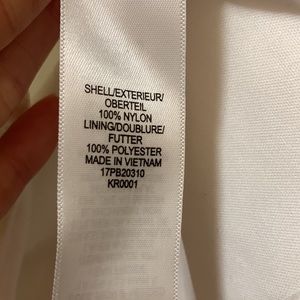 SHELL/EXTERIEUR/
OBERTEIL
100% NYLON
LINING/DOUBLURE/
FUTTER
100% POLYESTER
MADE IN VIETNAM
17PB20310
KR0001